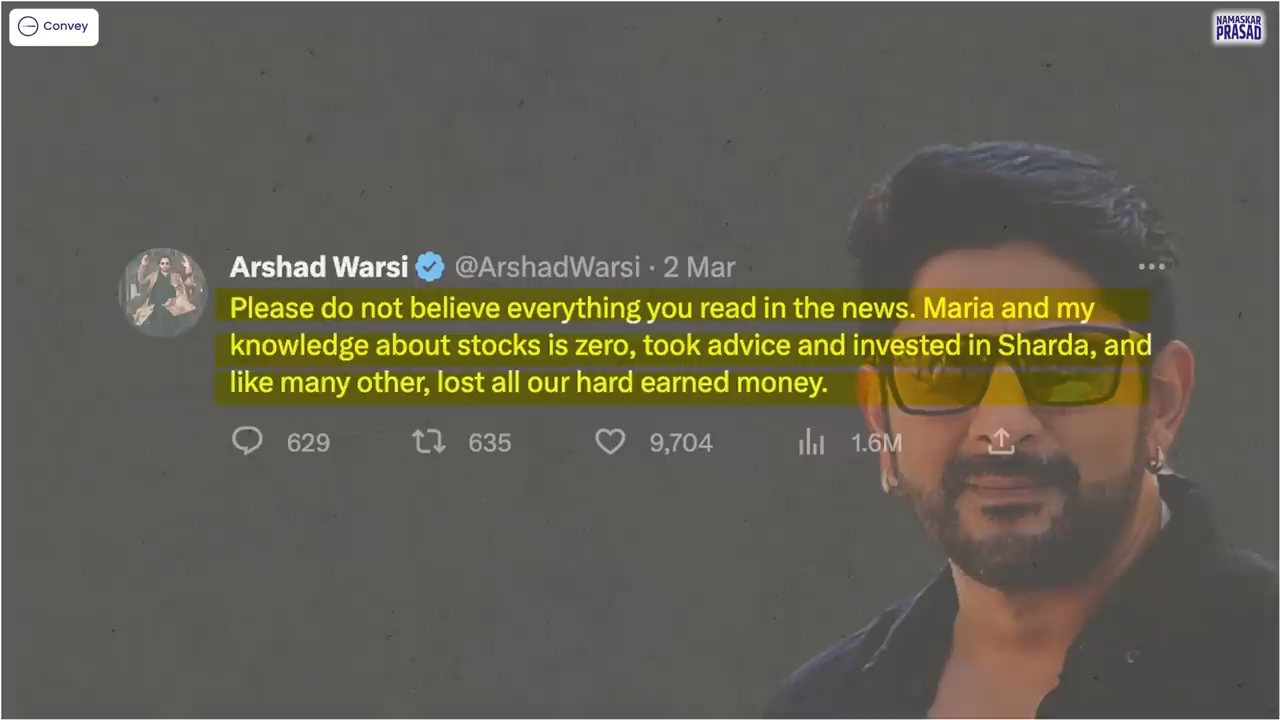 Convey
NAMASKAR
PRASAD
Arshad Warsi @ArshadWarsi · 2 Mar
Please do not believe everything you read in the news. Maria and my
knowledge about stocks is zero, took advice and invested in Sharda, and
like many other, lost all our hard earned money.
629 635 9,704 1.6M